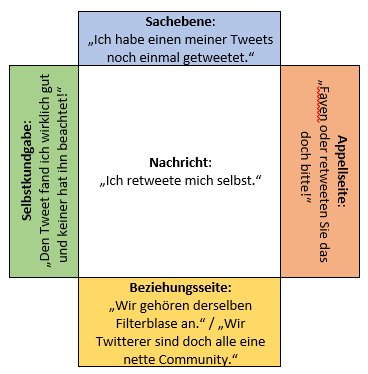 Sachebene:
„Ich habe einen meiner Tweets
noch einmal getweetet.“
Selbstkundgabe:
„Den Tweet fand ich wirklich gut
und keiner hat ihn beachtet!“
Nachricht:
„Ich retweete mich selbst.“
Appellseite:
„Faven oder retweeten Sie das
doch bitte!“
Beziehungsseite:
„Wir gehören derselben
Filterblase an.“ / „Wir
Twitterer sind doch alle eine
nette Community.“